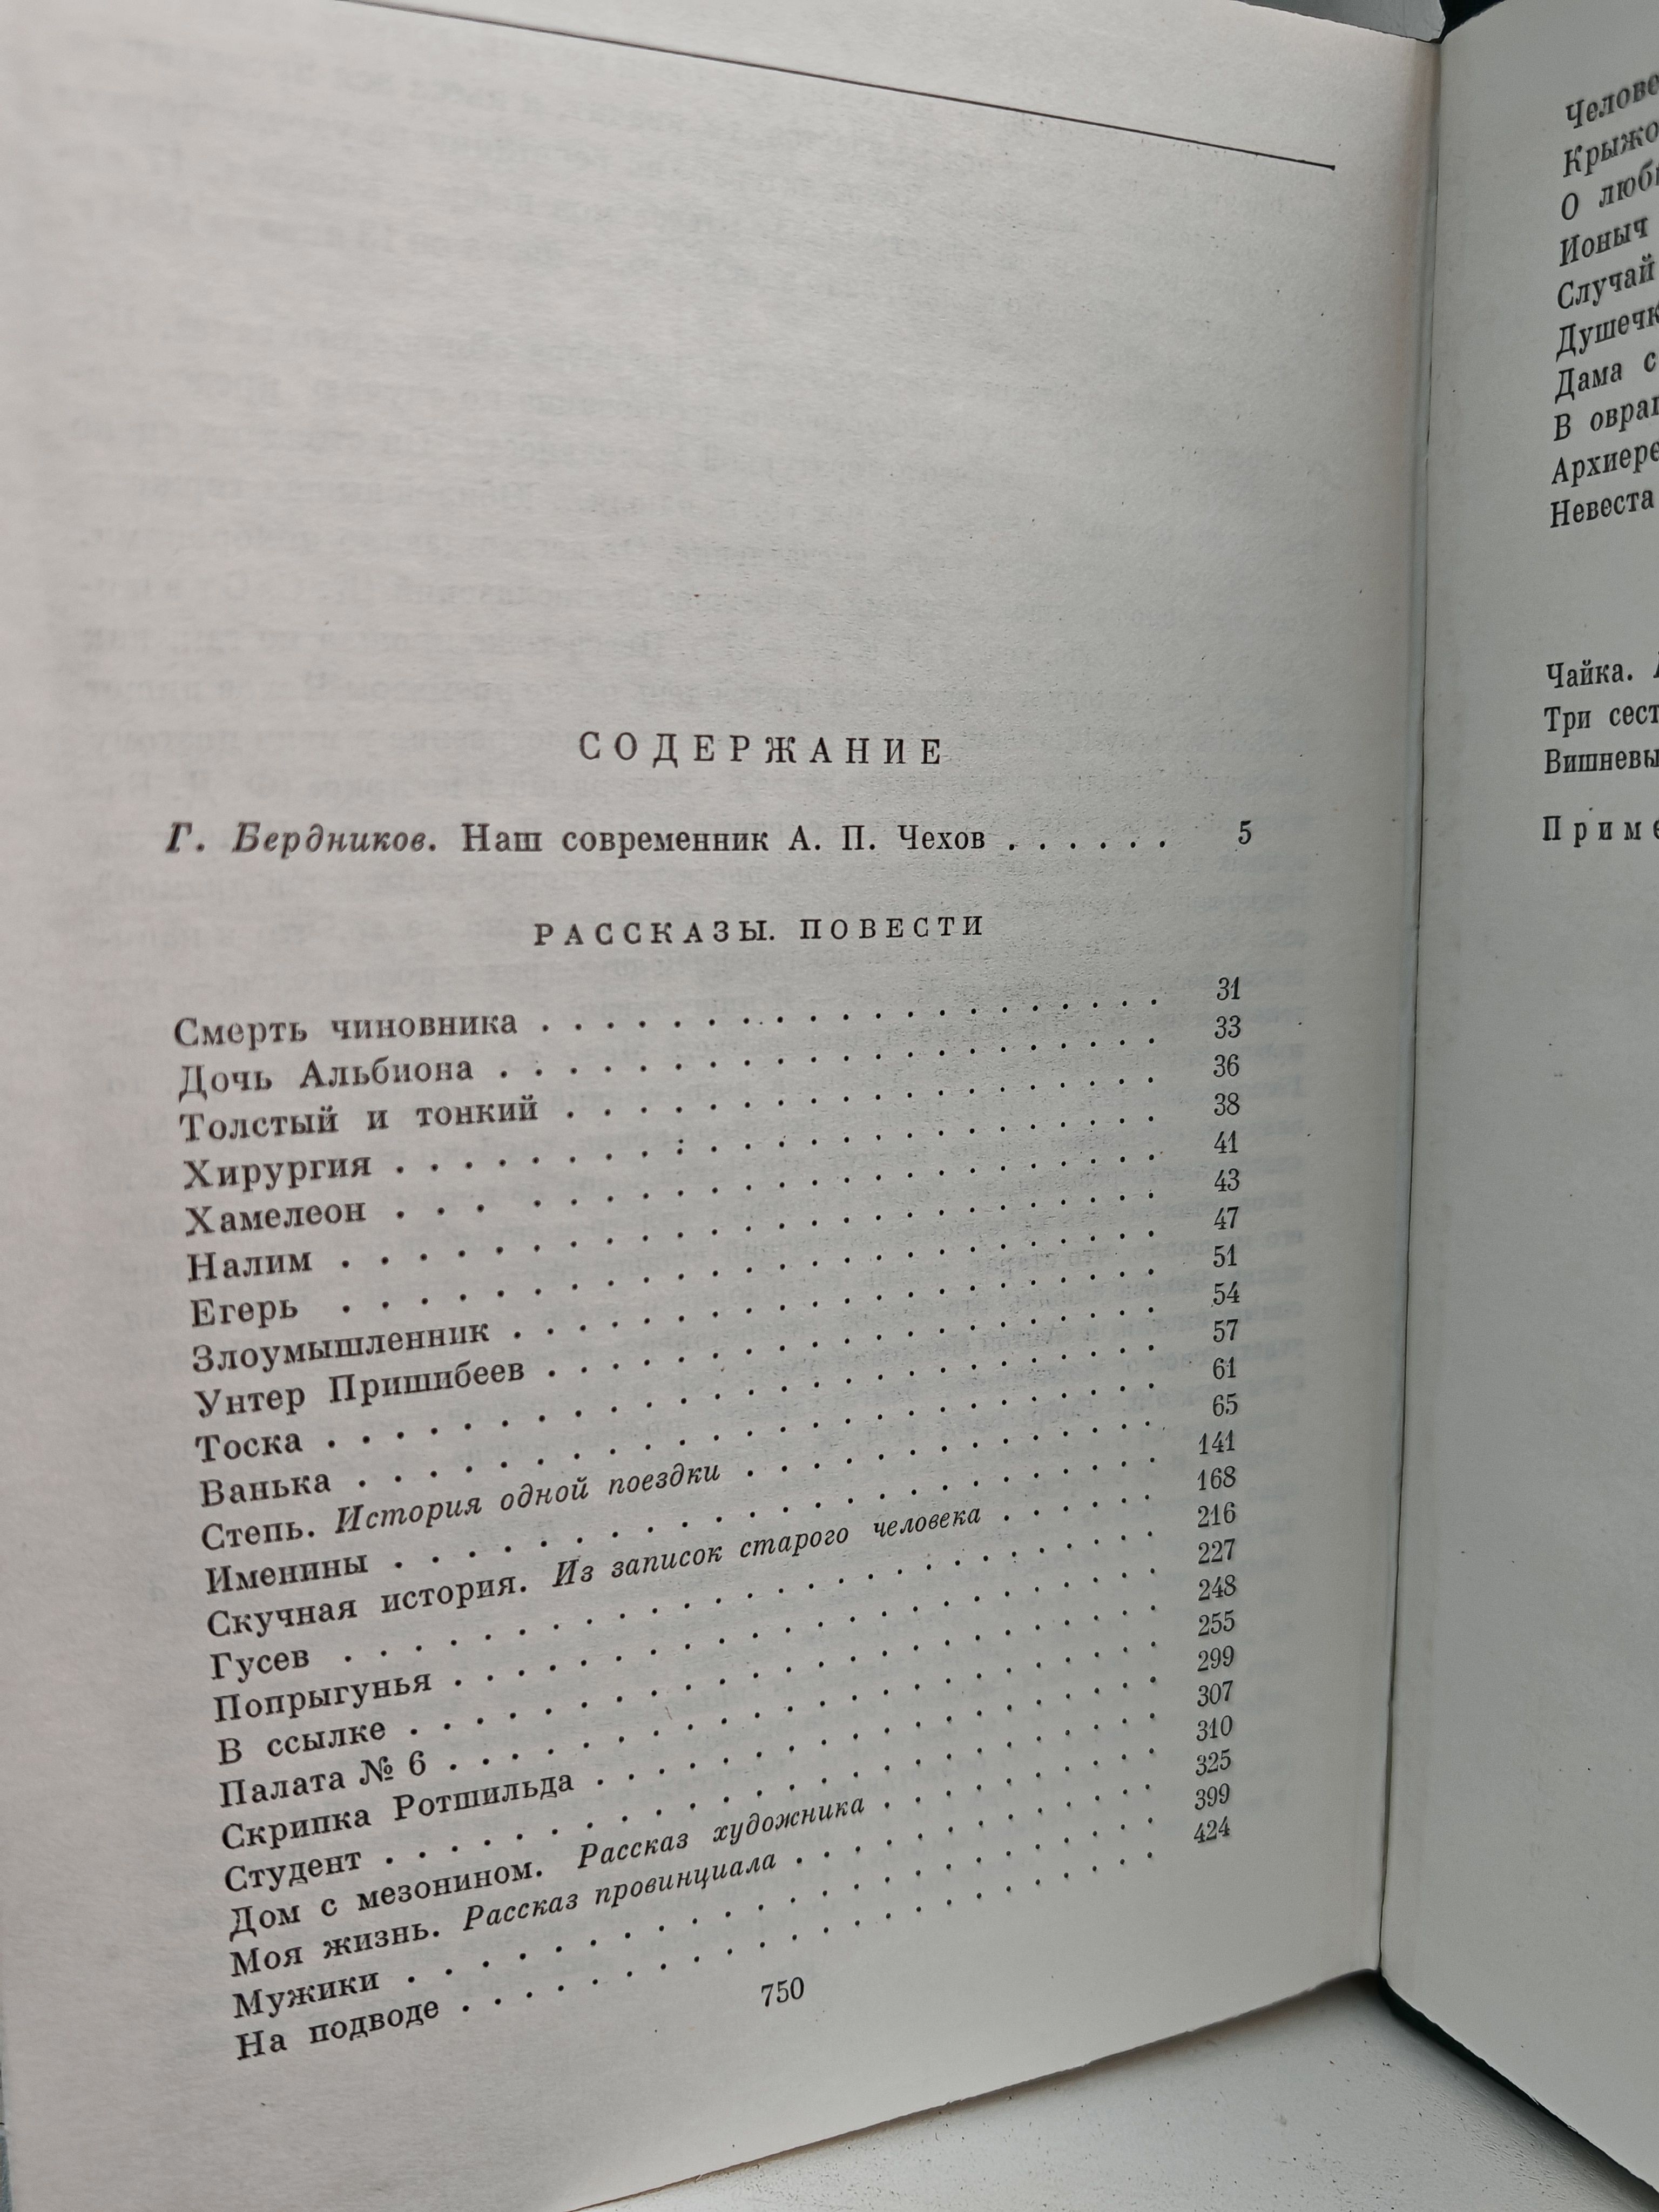 СОДЕРЖАНИЕ
Г. Бердников. Наш современник А. П. Чехов . . . . . . 5
РАССКАЗЫ. ПОВЕСТИ
Смерть чиновника . . . . . . . . . . . . . . . . . 31
Дочь Альбиона . . . . . . . . . . . . . . . . . . 33
Толстый и тонкий . . . . . . . . . . . . . . . . . 36
Хирургия . . . . . . . . . . . . . . . . . . . . . 38
Хамелеон . . . . . . . . . . . . . . . . . . . . . 41
Налим . . . . . . . . . . . . . . . . . . . . . . 43
Егерь . . . . . . . . . . . . . . . . . . . . . . 47
Злоумышленник . . . . . . . . . . . . . . . . . . 51
Унтер Пришибеев . . . . . . . . . . . . . . . . . 54
Тоска . . . . . . . . . . . . . . . . . . . . . . 57
Ванька . . . . . . . . . . . . . . . . . . . . . . 61
Степь. История одной поездки . . . . . . . . . . . 65
Именины . . . . . . . . . . . . . . . . . . . . . 141
Скучная история. Из записок старого человека . . . . . 168
Гусев . . . . . . . . . . . . . . . . . . . . . . 216
Попрыгунья . . . . . . . . . . . . . . . . . . . . 227
В ссылке . . . . . . . . . . . . . . . . . . . . . 248
Палата № 6 . . . . . . . . . . . . . . . . . . . . 255
Скрипка Ротшильда . . . . . . . . . . . . . . . . 299
Студент . . . . . . . . . . . . . . . . . . . . . 307
Дом с мезонином. Рассказ художника . . . . . . . . 310
Моя жизнь. Рассказ провинциала . . . . . . . . . . 325
Мужики . . . . . . . . . . . . . . . . . . . . . . 399
На подводе . . . . . . . . . . . . . . . . . . . . 424
750
О
Ионыч
Случай
Дама с
В
Невеста
Чайка.
Три